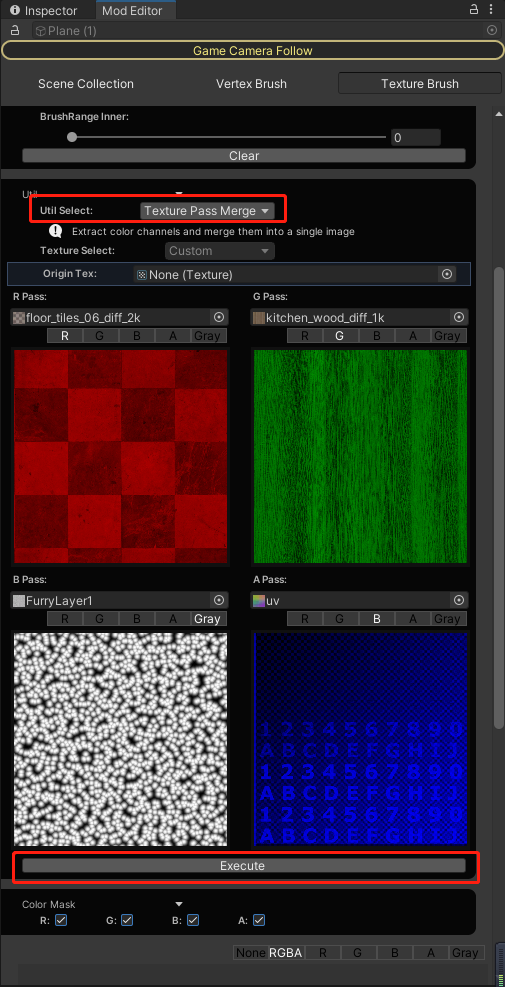 Inspector
Mod Editor
Plane (1)
Game Camera Follow
Scene Collection
Vertex Brush
Texture Brush
BrushRange Inner:
0
Clear
Util
Util Select:
Texture Pass Merge
Extract color channels and merge them into a single image
Texture Select:
Custom
Origin Tex:
None (Texture)
R Pass:
G Pass:
floor_tiles_06_diff_2k
kitchen_wood_diff_1k
R G B A Gray
R G B A Gray
B Pass:
A Pass:
FurryLayer1
uv
R G B A Gray
R G B A Gray
1 2 3 4 5 6 7 8 9 0
A B C D E F G H I J
1 2 3 4 5 6 7 8 9 0
A B C D E F G H I J
1 2 3 4 5 6 7 8 9 0
A B C D E F G H I J
Execute
Color Mask
R: G: B: A:
None RGBA R G B A Gray